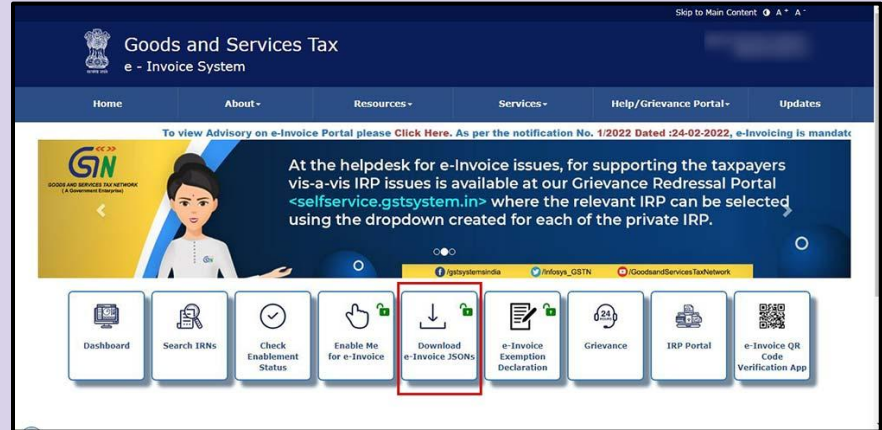 Skip to Main Content A+ A-
Goods and Services Tax
e - Invoice System
Home About Resources Services Help/Grievance Portal Updates
To view Advisory on e-Invoice Portal please Click Here. As per the notification No. 1/2022 Dated :24-02-2022, e-Invoicing is mandato
GSTN
GOODS AND SERVICES TAX NETWORK
( A Government Enterprise)
At the helpdesk for e-Invoice issues, for supporting the taxpayers
vis-a-vis IRP issues is available at our Grievance Redressal Portal
<selfservice.gstsystem.in> where the relevant IRP can be selected
using the dropdown created for each of the private IRP.
/gstsystemsindia /Infosys_GSTN /GoodsandServicesTaxNetwork
Dashboard
Search IRNs
Check
Enablement
Status
Enable Me
for e-Invoice
Download
e-Invoice JSONs
e-Invoice
Exemption
Declaration
24
Grievance
IRP Portal
e-Invoice QR
Code
Verification App